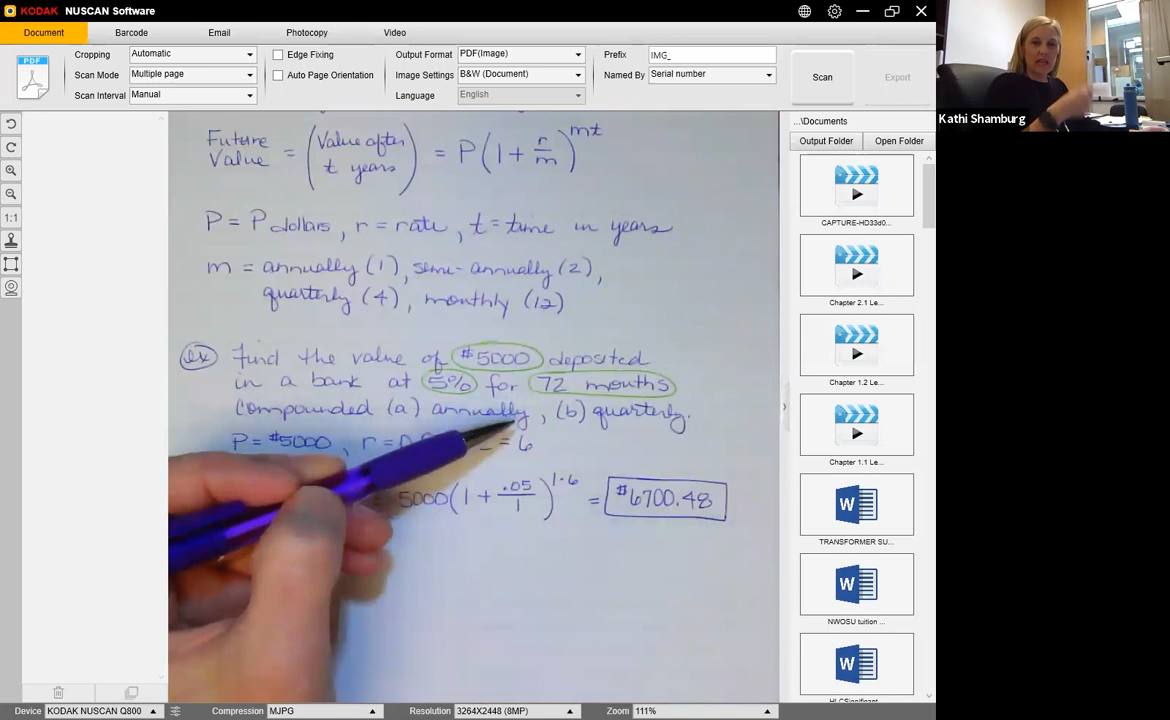 KODAK NUSCAN Software
Document Barcode Email Photocopy Video
PDF
Cropping Automatic
Scan Mode Multiple page
Scan Interval Manual
Edge Fixing
Auto Page Orientation
Output Format PDF(Image)
Image Settings B&W (Document)
Language English
Prefix IMG_
Named By Serial number
Scan
Export
Kathi Shamburg
1:1
Future Value = (Value after t years) = P(1 + r/m)^mt
P = P dollars, r = rate, t = time in years
m = annually (1), semi-annually (2),
quarterly (4), monthly (12)
ex Find the value of $5000 deposited
in a bank at 5% for 72 months
compounded (a) annually, (b) quarterly.
P = $5000, r = 0. = 6
5000(1 + .05/1)^1·6 = $6700.48
...\Documents
Output Folder Open Folder
CAPTURE-HD33d0...
Chapter 2.1 Le...
Chapter 1.2 Le...
Chapter 1.1 Le...
TRANSFORMER SU...
NWOSU tuition ...
HLCSignificant
Device KODAK NUSCAN Q800 Compression MJPG Resolution 3264X2448 (8MP) Zoom 111%